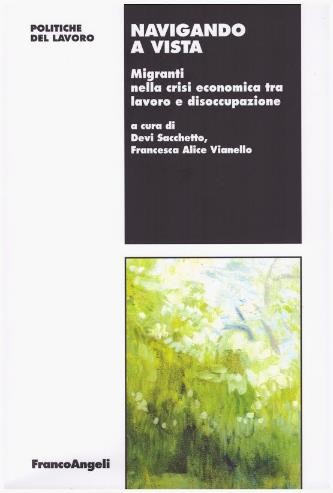 POLITICHE
DEL LAVORO
NAVIGANDO
A VISTA
Migranti
nella crisi economica tra
lavoro e disoccupazione
a cura di
Devi Sacchetto,
Francesca Alice Vianello
FrancoAngeli